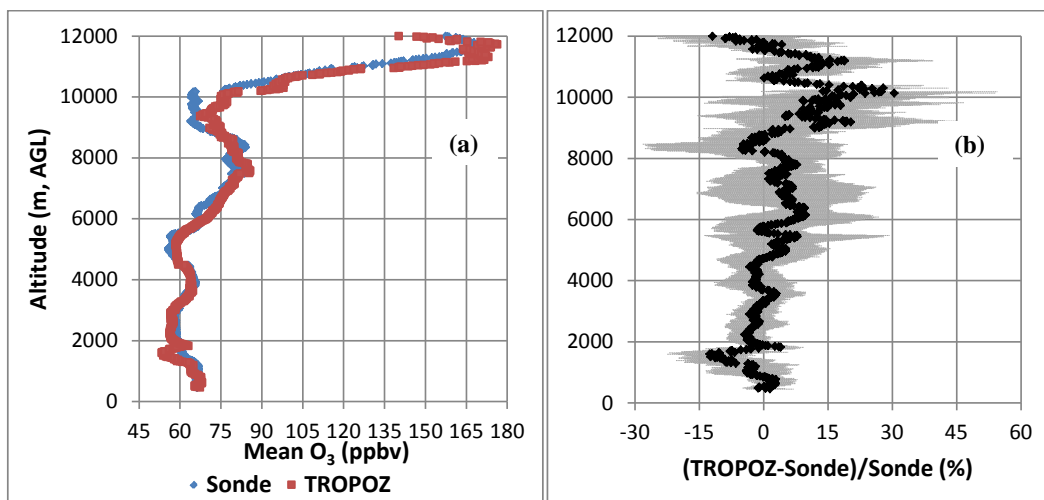 12000
10000
8000
6000
4000
2000
0
Altitude (m, AGL)
(a)
45 60 75 90 105 120 135 150 165 180
Mean O3 (ppbv)
Sonde TROPOZ
12000
10000
8000
6000
4000
2000
0
(b)
-30 -15 0 15 30 45 60
(TROPOZ-Sonde)/Sonde (%)